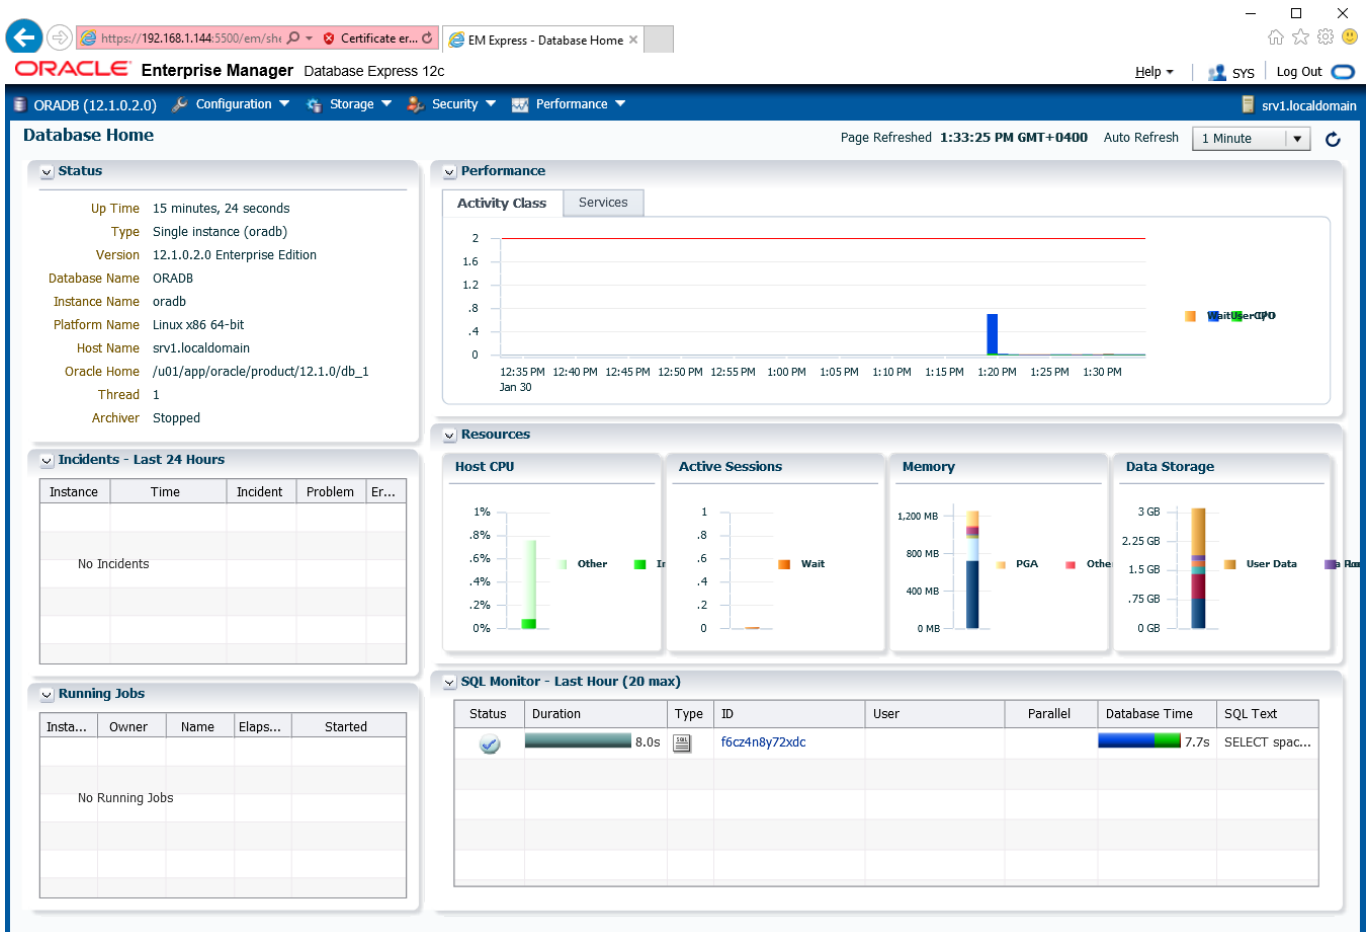 https://192.168.1.144:5500/em/she
Certificate er...
EM Express - Database Home
ORACLE Enterprise Manager Database Express 12c
Help
SYS
Log Out
ORADB (12.1.0.2.0) Configuration Storage Security Performance
srv1.localdomain
Database Home
Page Refreshed 1:33:25 PM GMT+0400 Auto Refresh 1 Minute
Status
Up Time 15 minutes, 24 seconds
Type Single instance (oradb)
Version 12.1.0.2.0 Enterprise Edition
Database Name ORADB
Instance Name oradb
Platform Name Linux x86 64-bit
Host Name srv1.localdomain
Oracle Home /u01/app/oracle/product/12.1.0/db_1
Thread 1
Archiver Stopped
Incidents - Last 24 Hours
Instance Time Incident Problem Er...
No Incidents
Running Jobs
Insta... Owner Name Elaps... Started
No Running Jobs
Performance
Activity Class Services
2
1.6
1.2
.8
.4
0
12:35 PM 12:40 PM 12:45 PM 12:50 PM 12:55 PM 1:00 PM 1:05 PM 1:10 PM 1:15 PM 1:20 PM 1:25 PM 1:30 PM
Jan 30
Wait
Resources
Host CPU
1%
.8%
.6%
.4%
.2%
0%
Other
Active Sessions
1
.8
.6
.4
.2
0
Wait
Memory
1,200 MB
800 MB
400 MB
0 MB
PGA Othe
Data Storage
3 GB
2.25 GB
1.5 GB
.75 GB
0 GB
User Data
SQL Monitor - Last Hour (20 max)
Status Duration Type ID User Parallel Database Time SQL Text
8.0s SQL f6cz4n8y72xdc 7.7s SELECT spac...